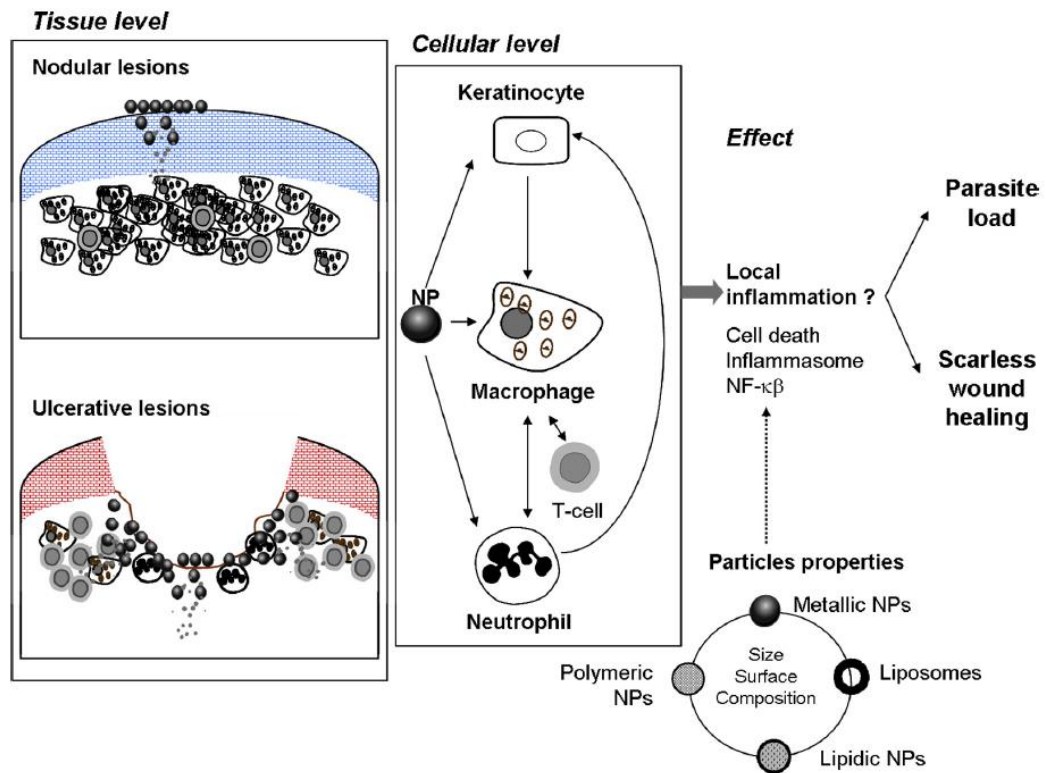 Tissue level
Nodular lesions
Ulcerative lesions
Cellular level
Keratinocyte
NP
Macrophage
T-cell
Neutrophil
Effect
Local
inflammation ?
Cell death
Inflammasome
NF-κβ
Parasite
load
Scarless
wound
healing
Particles properties
Metallic NPs
Polymeric
NPs
Size
Surface
Composition
Liposomes
Lipidic NPs